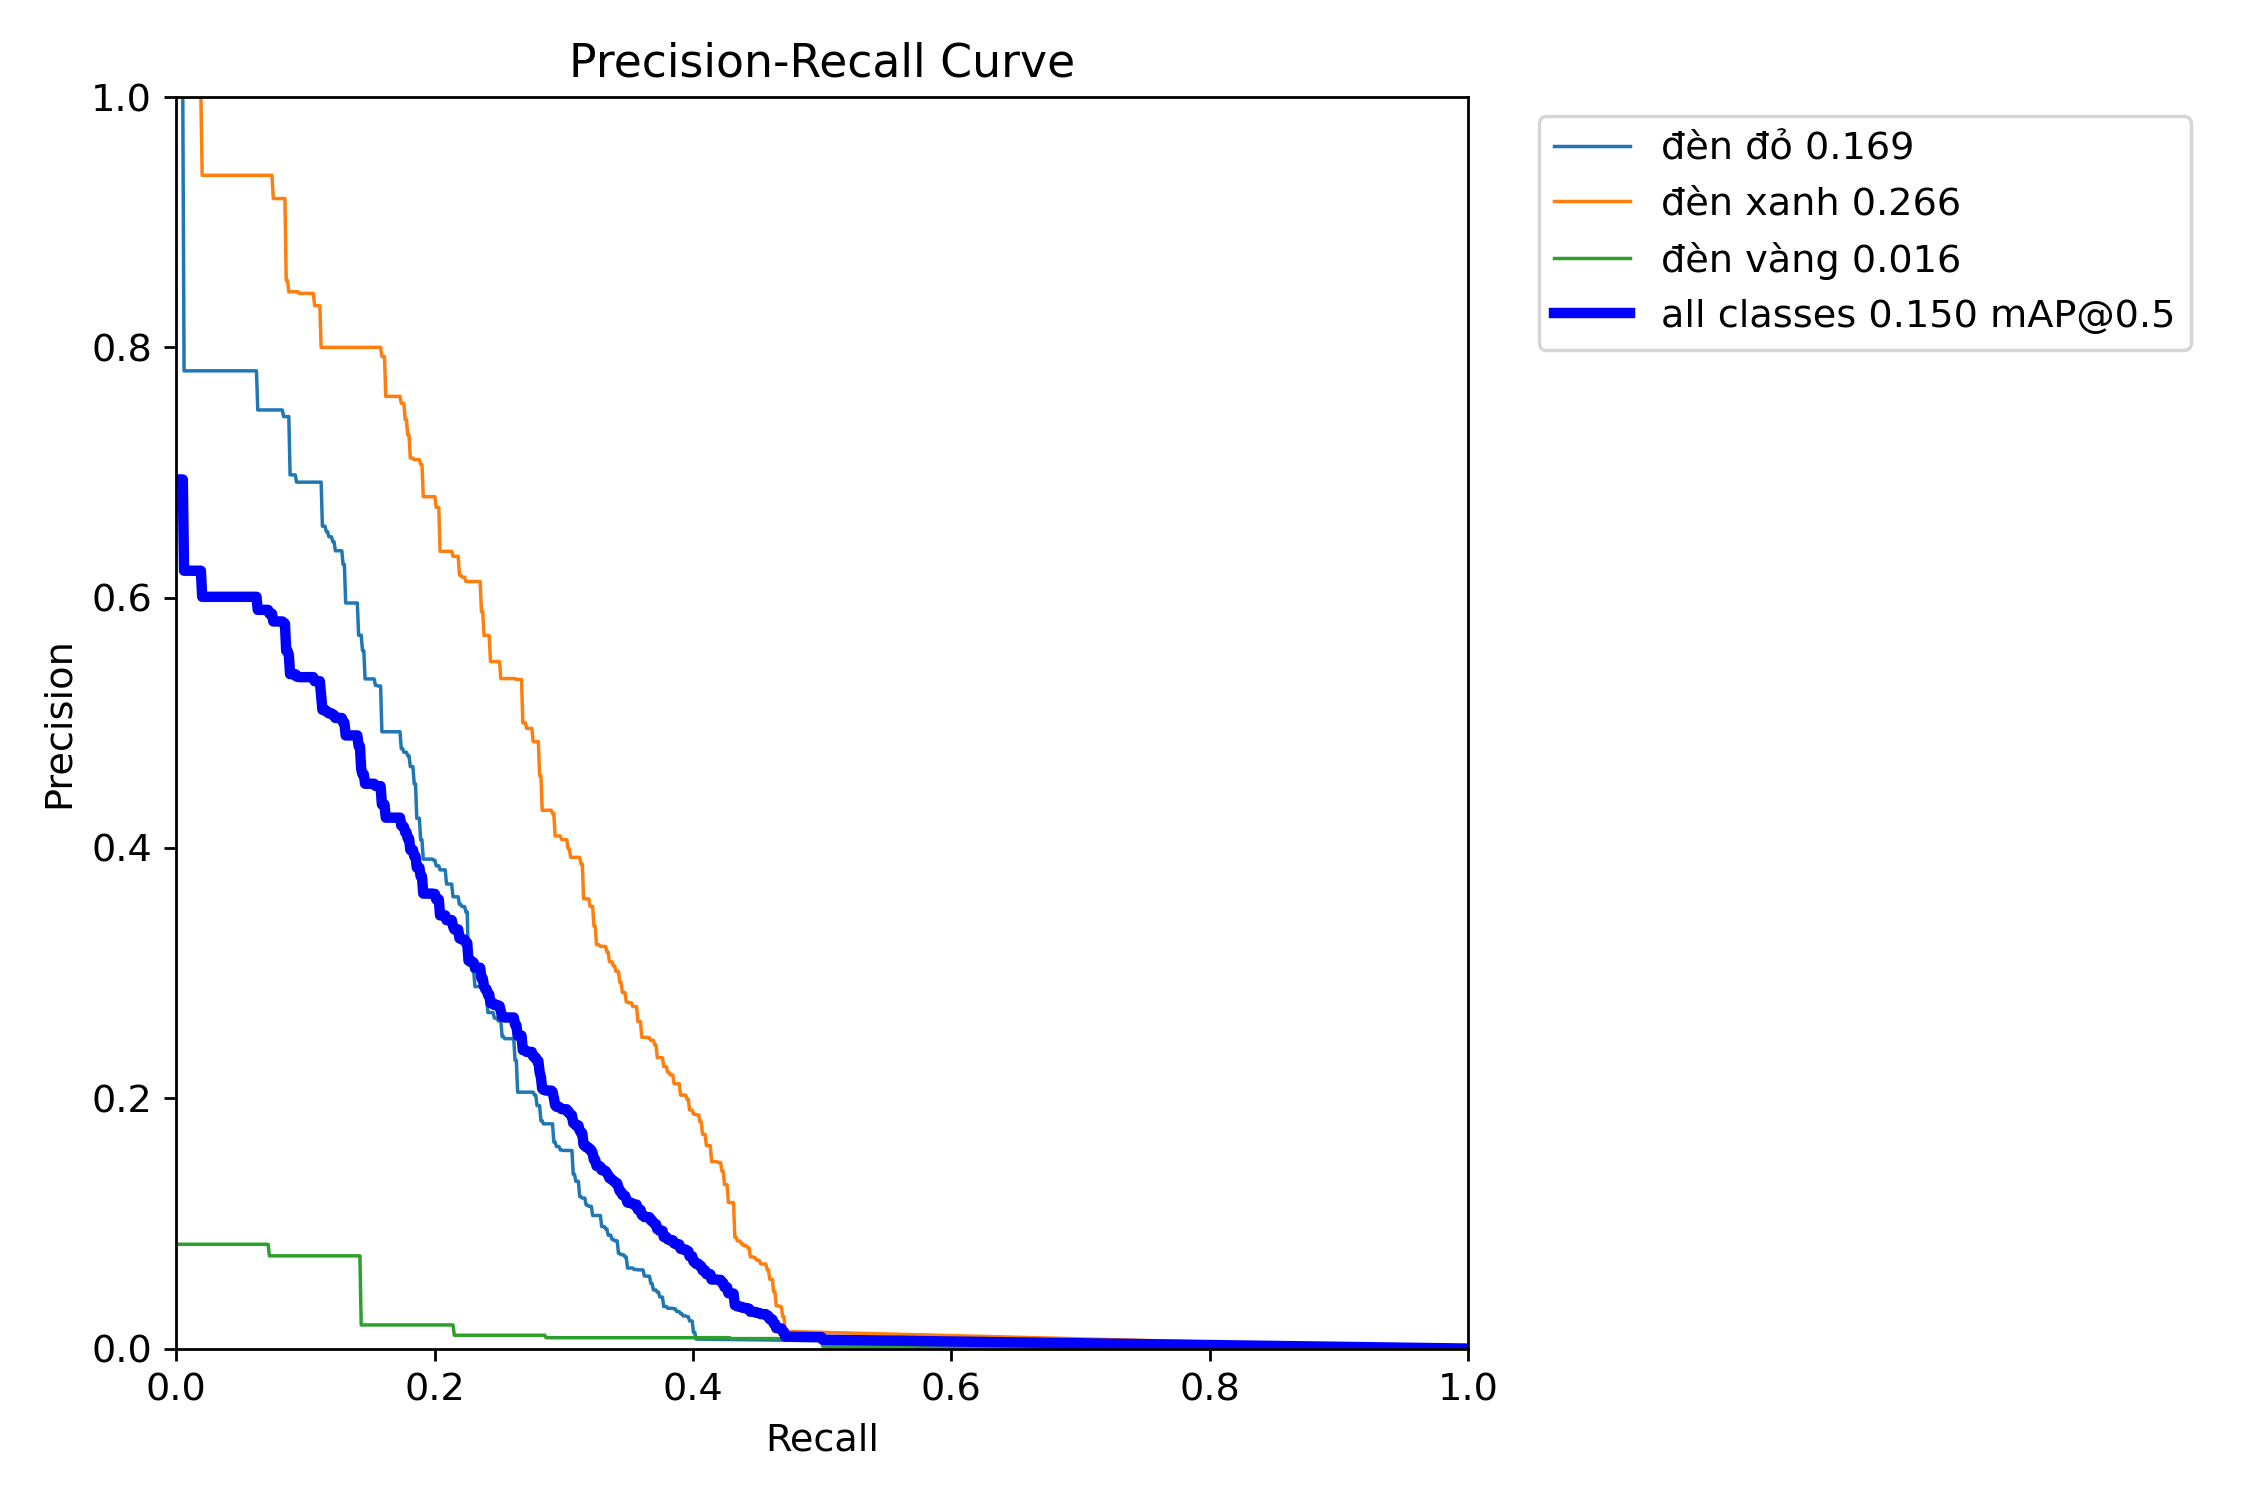 Precision-Recall Curve
1.0
0.8
0.6
0.4
0.2
0.0
Precision
0.0 0.2 0.4 0.6 0.8 1.0
Recall
đèn đỏ 0.169
đèn xanh 0.266
đèn vàng 0.016
all classes 0.150 mAP@0.5